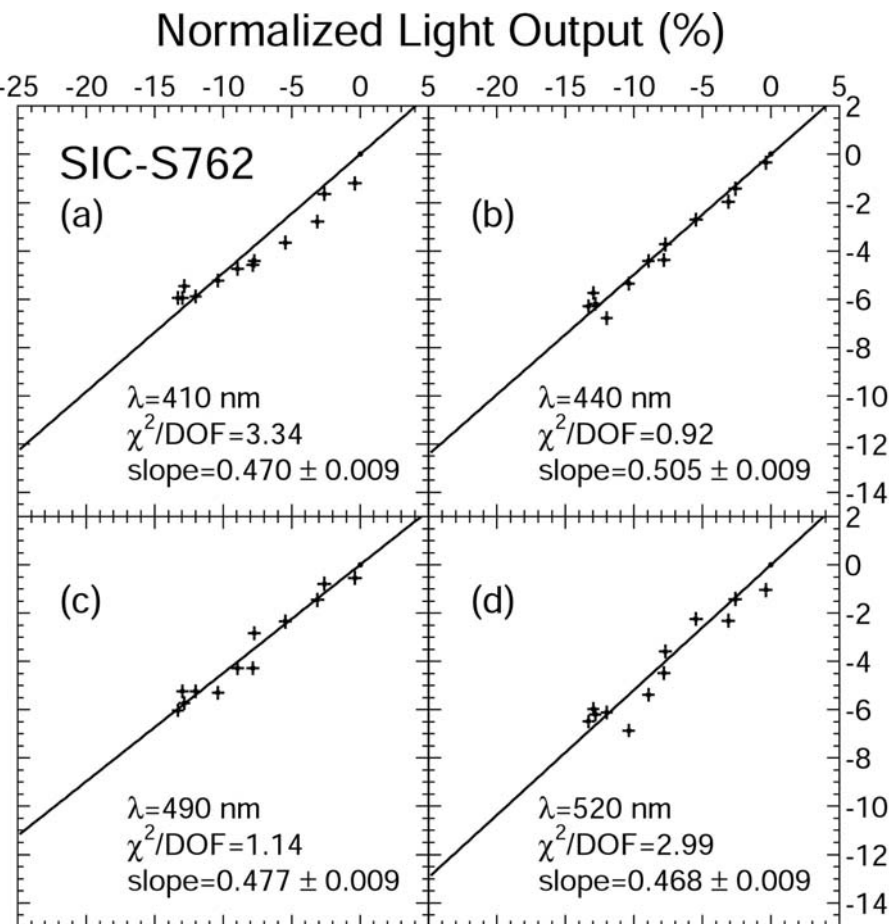 Normalized Light Output (%)
-25 -20 -15 -10 -5 0 5 -20 -15 -10 -5 0 5
2
SIC-S762
0
(a) (b)
-2
-4
-6
-8
λ=410 nm λ=440 nm
-10
χ²/DOF=3.34 χ²/DOF=0.92
-12
slope=0.470 ± 0.009 slope=0.505 ± 0.009
-14
2
0
(c) (d)
-2
-4
-6
-8
λ=490 nm λ=520 nm
-10
χ²/DOF=1.14 χ²/DOF=2.99
-12
slope=0.477 ± 0.009 slope=0.468 ± 0.009
-14